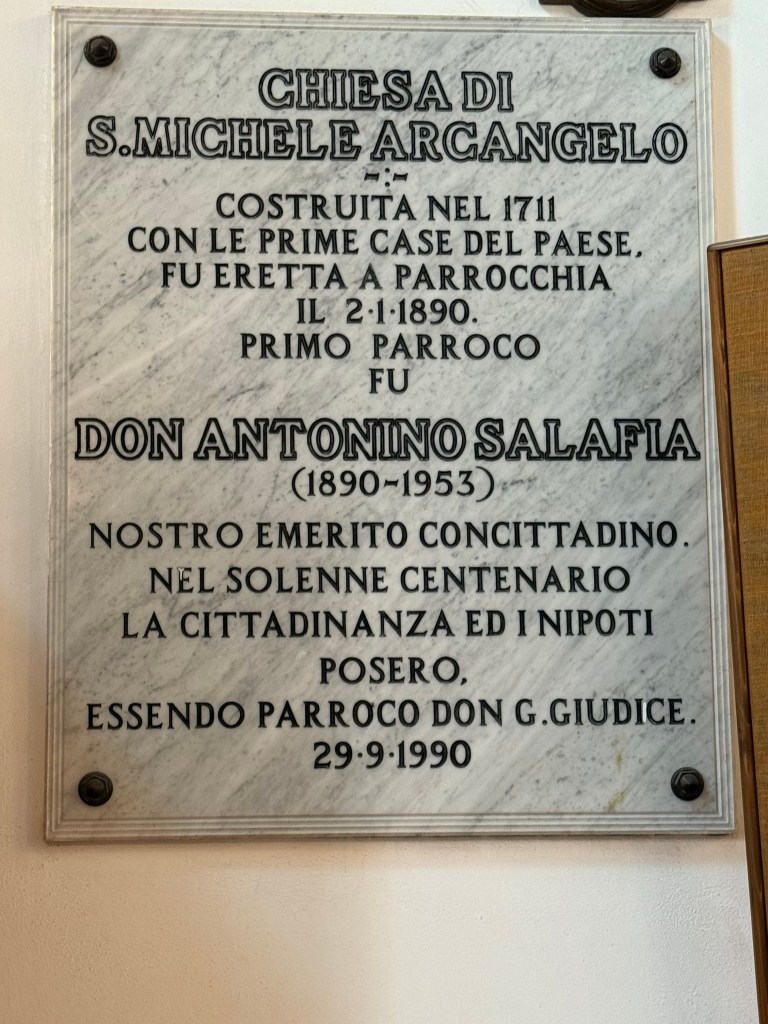 CHIESA DI
S.MICHELE ARCANGELO
-:-
COSTRUITA NEL 1711
CON LE PRIME CASE DEL PAESE,
FU ERETTA A PARROCCHIA
IL 2·1·1890.
PRIMO PARROCO
FU
DON ANTONINO SALAFIA
(1890-1953)
NOSTRO EMERITO CONCITTADINO.
NEL SOLENNE CENTENARIO
LA CITTADINANZA ED I NIPOTI
POSERO,
ESSENDO PARROCO DON G.GIUDICE.
29·9·1990